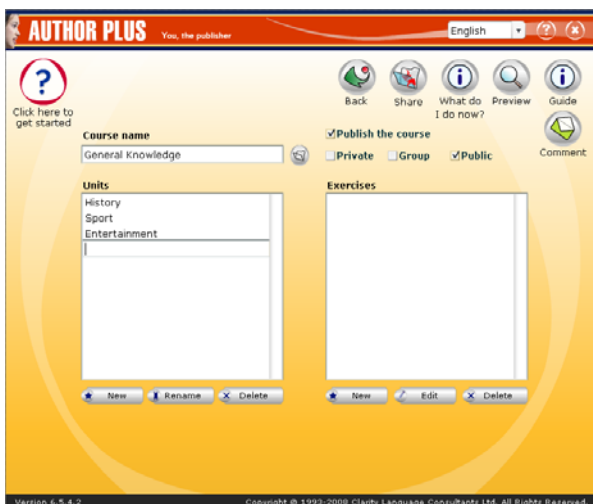 AUTHOR PLUS You, the publisher
English
Click here to
get started
Back
Share
What do
I do now?
Preview
Guide
Comment
Course name
General Knowledge
Publish the course
Private Group Public
Units
History
Sport
Entertainment
Exercises
New Rename Delete
New Edit Delete
Version 6.5.4.2
Copyright © 1993-2008 Clarity Language Consultants Ltd. All Rights Reserved.